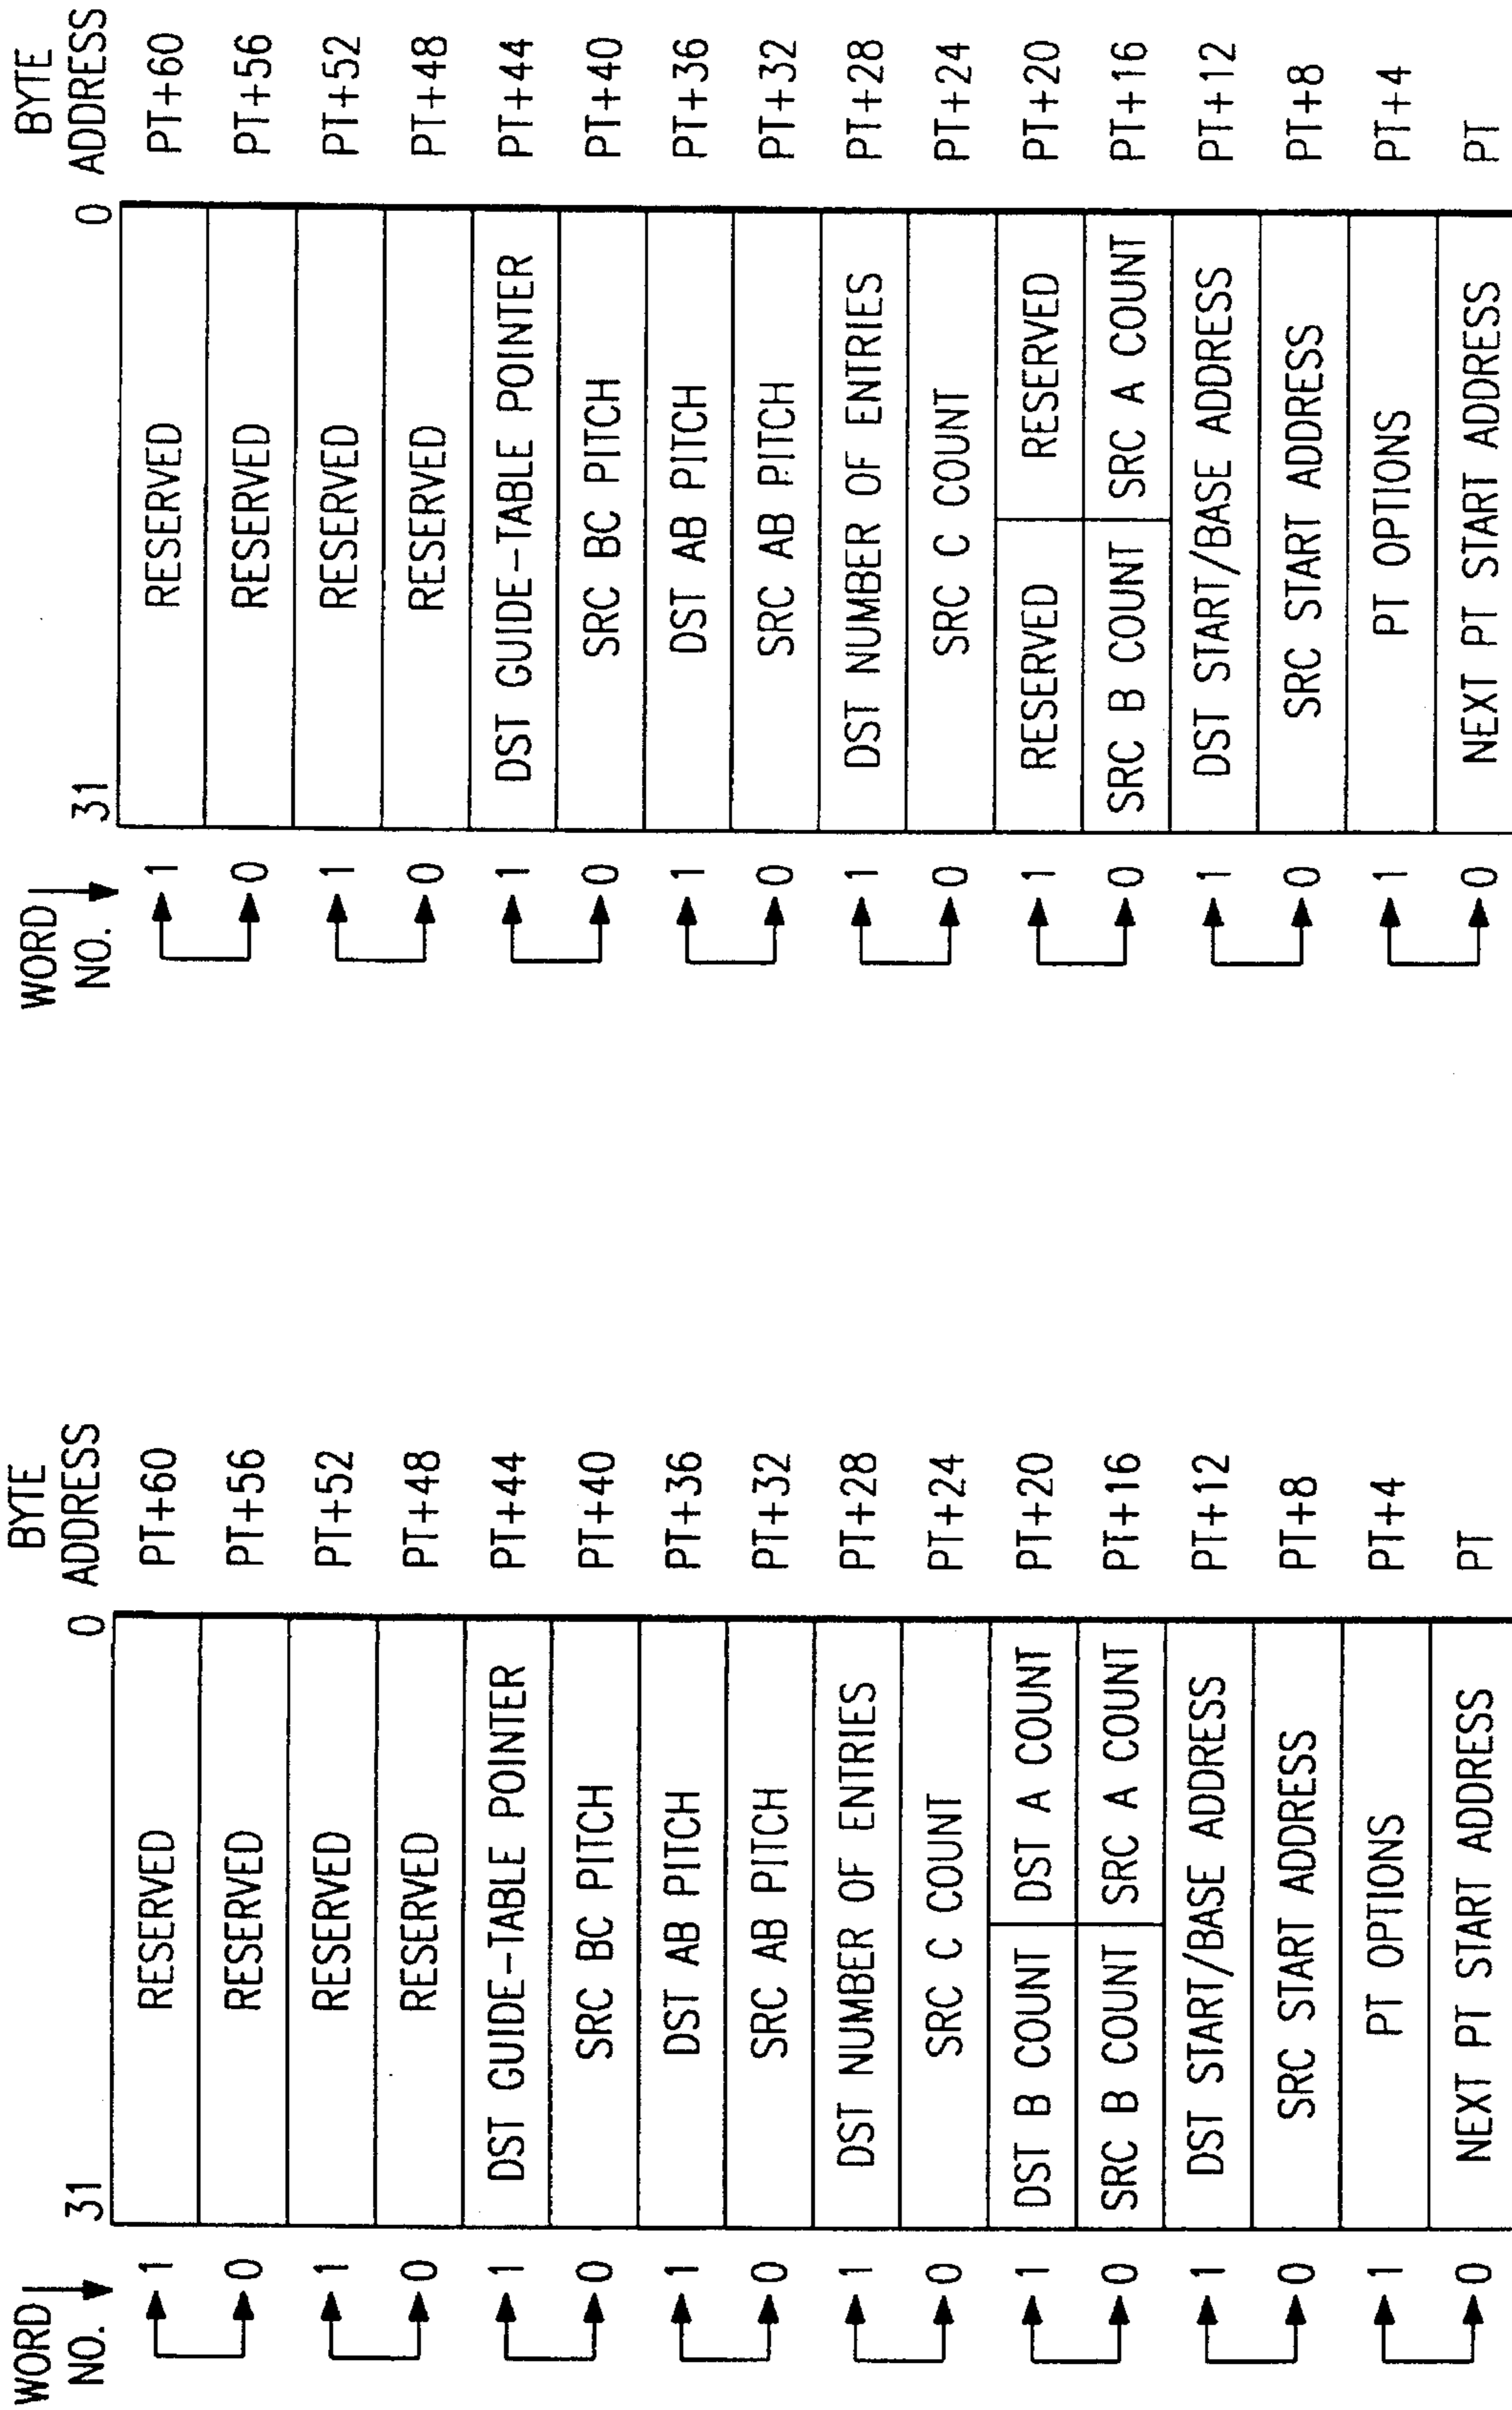 WORD NO.
31
0
BYTE ADDRESS
1 RESERVED PT+60
0 RESERVED PT+56
1 RESERVED PT+52
0 RESERVED PT+48
1 DST GUIDE-TABLE POINTER PT+44
0 SRC BC PITCH PT+40
1 DST AB PITCH PT+36
0 SRC AB PITCH PT+32
1 DST NUMBER OF ENTRIES PT+28
0 SRC C COUNT PT+24
1 DST B COUNT DST A COUNT PT+20
0 SRC B COUNT SRC A COUNT PT+16
1 DST START/BASE ADDRESS PT+12
0 SRC START ADDRESS PT+8
1 PT OPTIONS PT+4
0 NEXT PT START ADDRESS PT
WORD NO.
31
0
BYTE ADDRESS
1 RESERVED PT+60
0 RESERVED PT+56
1 RESERVED PT+52
0 RESERVED PT+48
1 DST GUIDE-TABLE POINTER PT+44
0 SRC BC PITCH PT+40
1 DST AB PITCH PT+36
0 SRC AB PITCH PT+32
1 DST NUMBER OF ENTRIES PT+28
0 SRC C COUNT PT+24
1 RESERVED RESERVED PT+20
0 SRC B COUNT SRC A COUNT PT+16
1 DST START/BASE ADDRESS PT+12
0 SRC START ADDRESS PT+8
1 PT OPTIONS PT+4
0 NEXT PT START ADDRESS PT